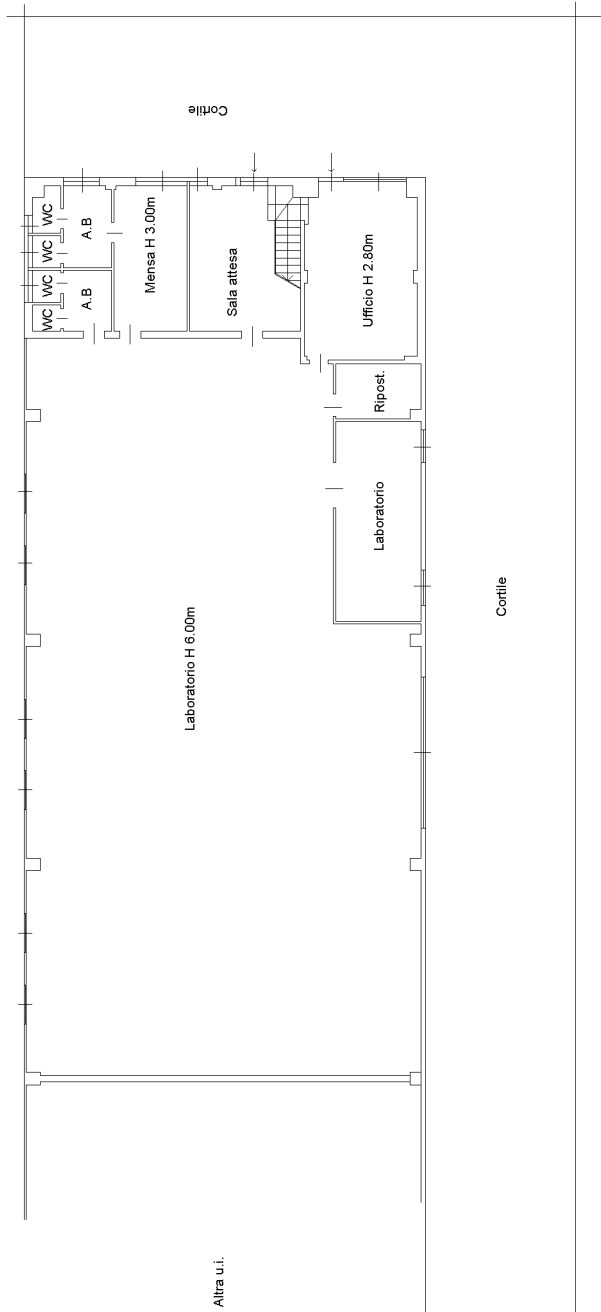 Cortile
WC
WC
WC
WC
A.B
A.B
Mensa H 3.00m
Sala attesa
Ufficio H 2.80m
Ripost.
Laboratorio
Laboratorio H 6.00m
Cortile
Altra u.i.